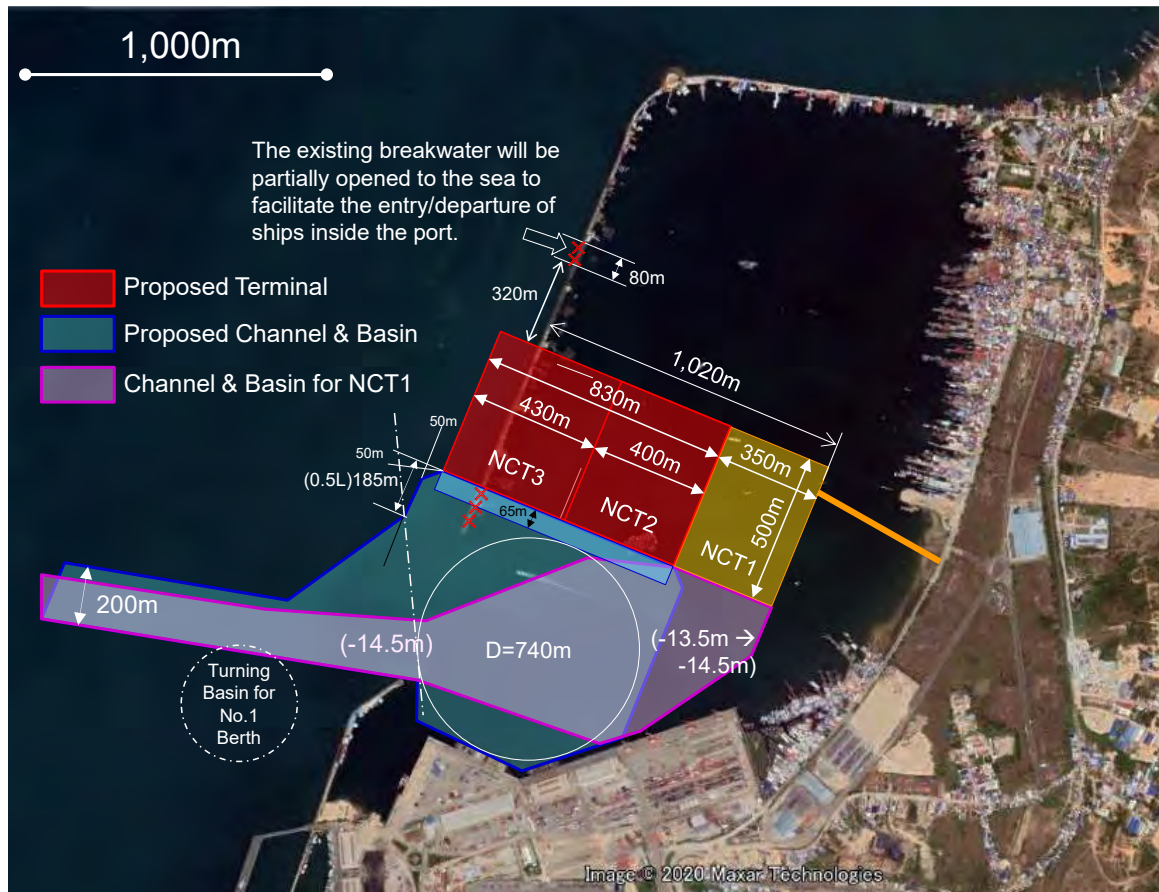 1,000m
The existing breakwater will be
partially opened to the sea to
facilitate the entry/departure of
ships inside the port.
80m
320m
Proposed Terminal
Proposed Channel & Basin
Channel & Basin for NCT1
1,020m
830m
430m
400m
350m
50m
50m
(0.5L)185m
NCT3
NCT2
NCT1
500m
65m
200m
(-14.5m)
D=740m
(-13.5m →
-14.5m)
Turning
Basin for
No.1
Berth
Image © 2020 Maxar Technologies